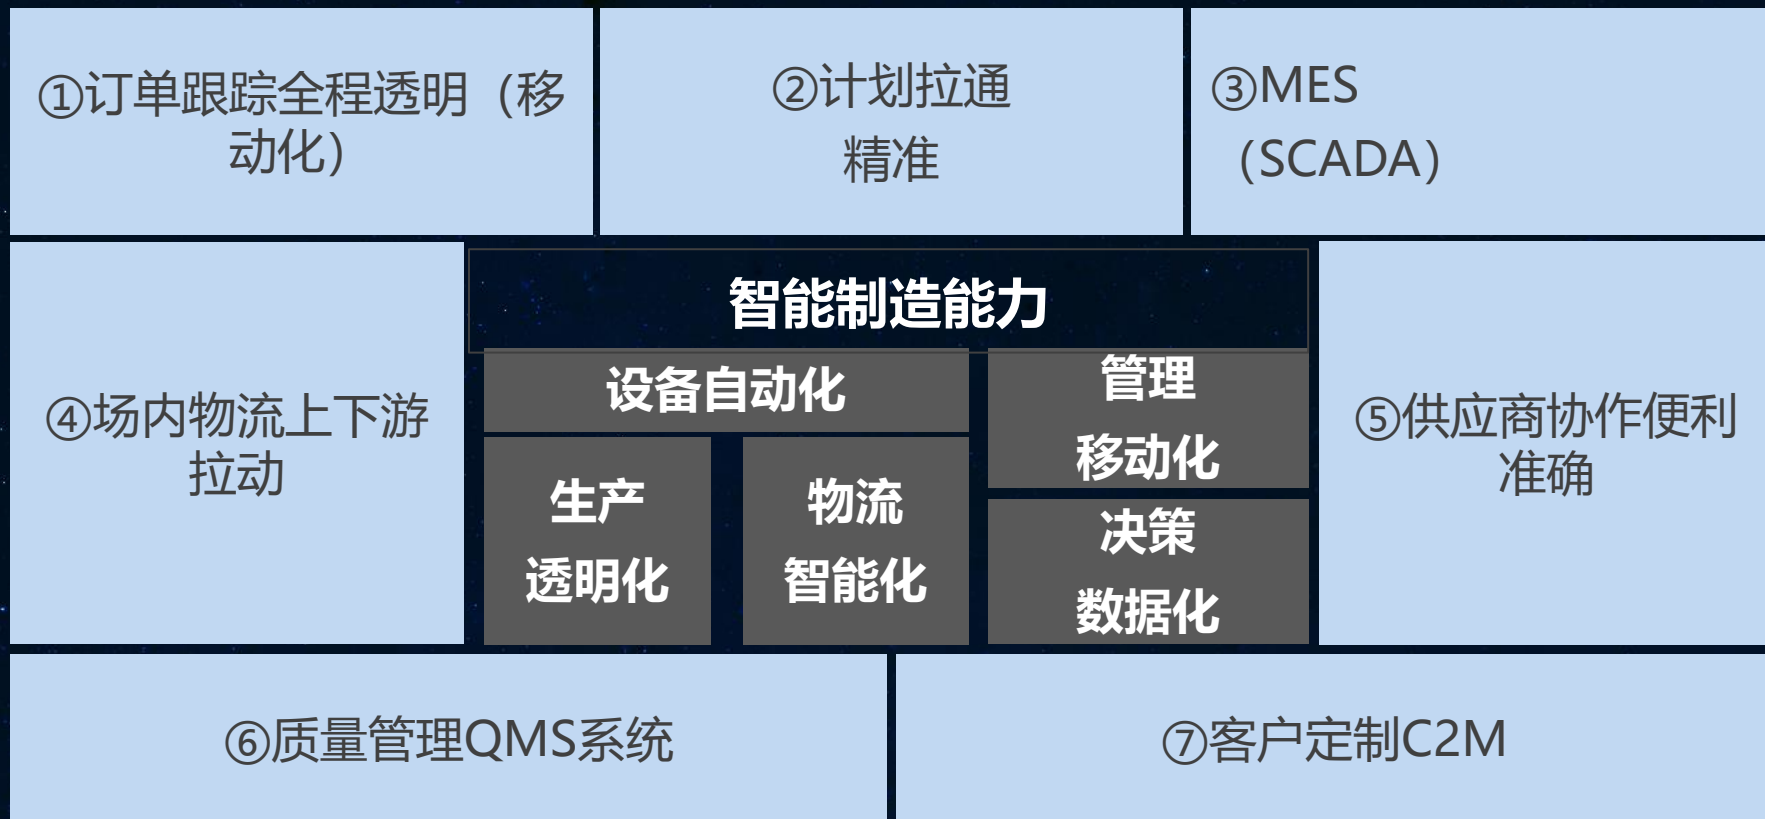 ①订单跟踪全程透明（移
动化）
②计划拉通
精准
③MES
（SCADA）
④场内物流上下游
拉动
智能制造能力
设备自动化
生产
透明化
物流
智能化
管理
移动化
决策
数据化
⑤供应商协作便利
准确
⑥质量管理QMS系统
⑦客户定制C2M